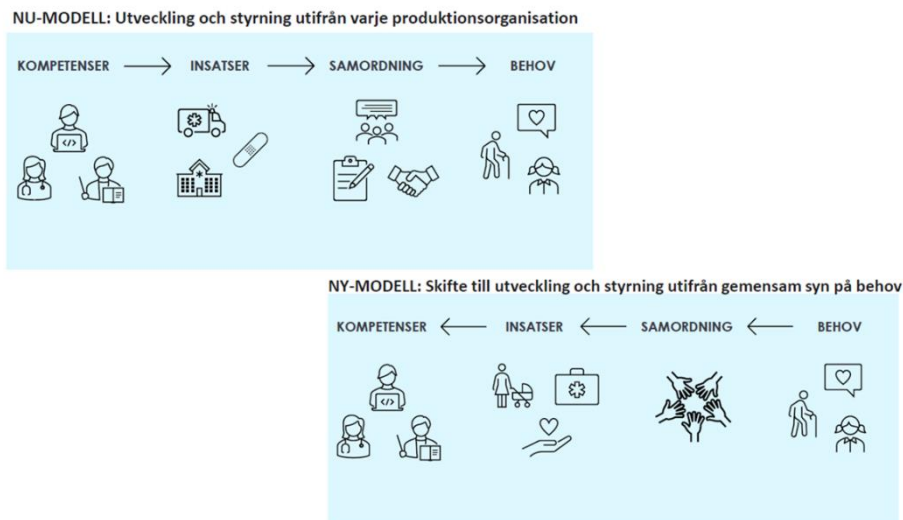 NU-MODELL: Utveckling och styrning utifrån varje produktionsorganisation
KOMPETENSER INSATSER SAMORDNING BEHOV
NY-MODELL: Skifte till utveckling och styrning utifrån gemensam syn på behov
KOMPETENSER INSATSER SAMORDNING BEHOV